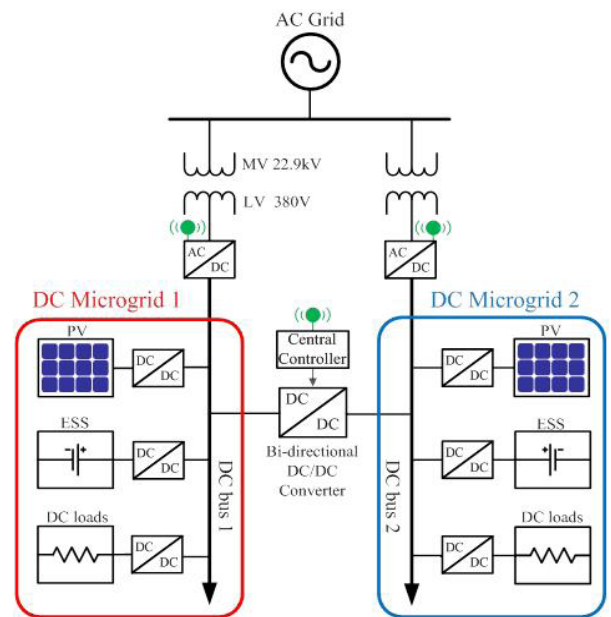 AC Grid
MV 22.9kV
LV 380V
AC
DC
AC
DC
DC Microgrid 1
DC Microgrid 2
PV
DC
DC
Central
Controller
PV
DC
DC
ESS
DC
DC
DC
DC
Bi-directional
DC/DC
Converter
ESS
DC
DC
DC bus 1
DC bus 2
DC loads
DC
DC
DC loads
DC
DC